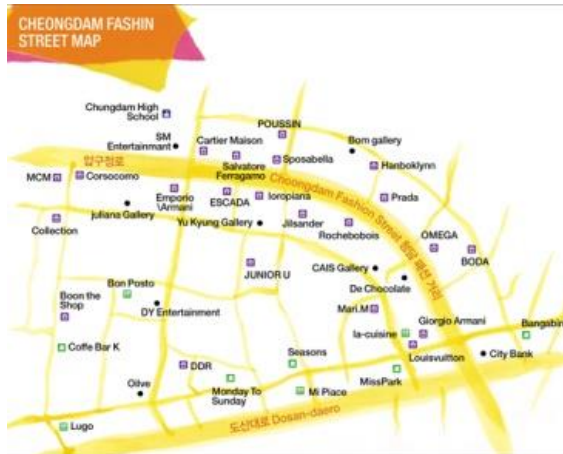 CHEONGDAM FASHIN
STREET MAP
Chungdam High
School
SM
Entertainmant
POUSSIN
Cartier Maison
Bom gallery
압구정로
Salvatore
Ferragamo
Sposabella
Hanboklynn
MCM
Corsocomo
Cheongdam Fashion Street 청담 패션 거리
Emporio
\Armani
ESCADA
loropiana
Prada
juliana Gallery
Yu Kyung Gallery
Jilsander
Rochebobois
Collection
OMEGA
BODA
JUNIOR U
CAIS Gallery
De Chocolate
Bon Posto
Boon the
Shop
DY Entertainment
Mari.M
Giorgio Armani
la-cuisine
Bangabin
Coffe Bar K
Louisvuitton
City Bank
Seasons
DDR
MissPark
Olive
Monday To
Sunday
Mi Piace
Lugo
도산대로 Dosan-daero